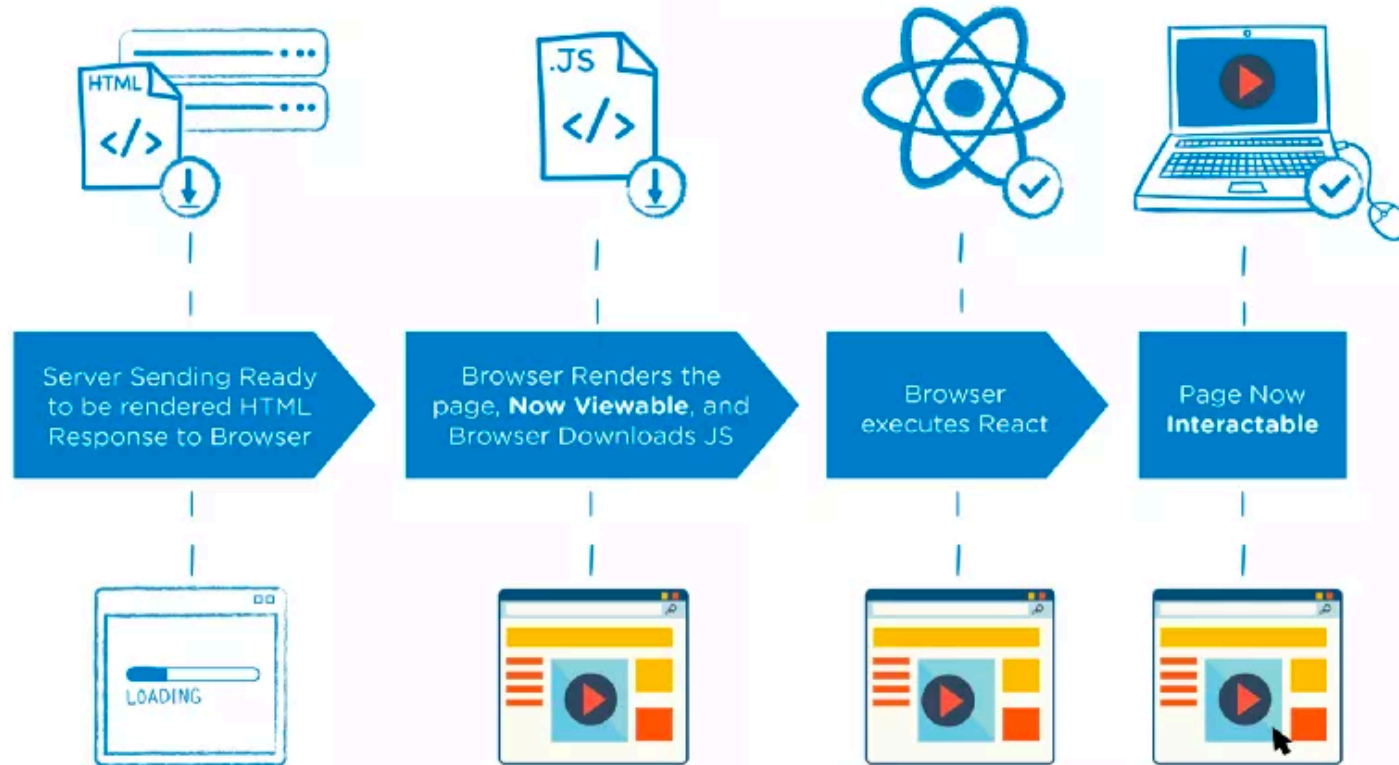 HTML
</>
.JS
</>
Server Sending Ready
to be rendered HTML
Response to Browser
Browser Renders the
page, Now Viewable, and
Browser Downloads JS
Browser
executes React
Page Now
Interactable
LOADING